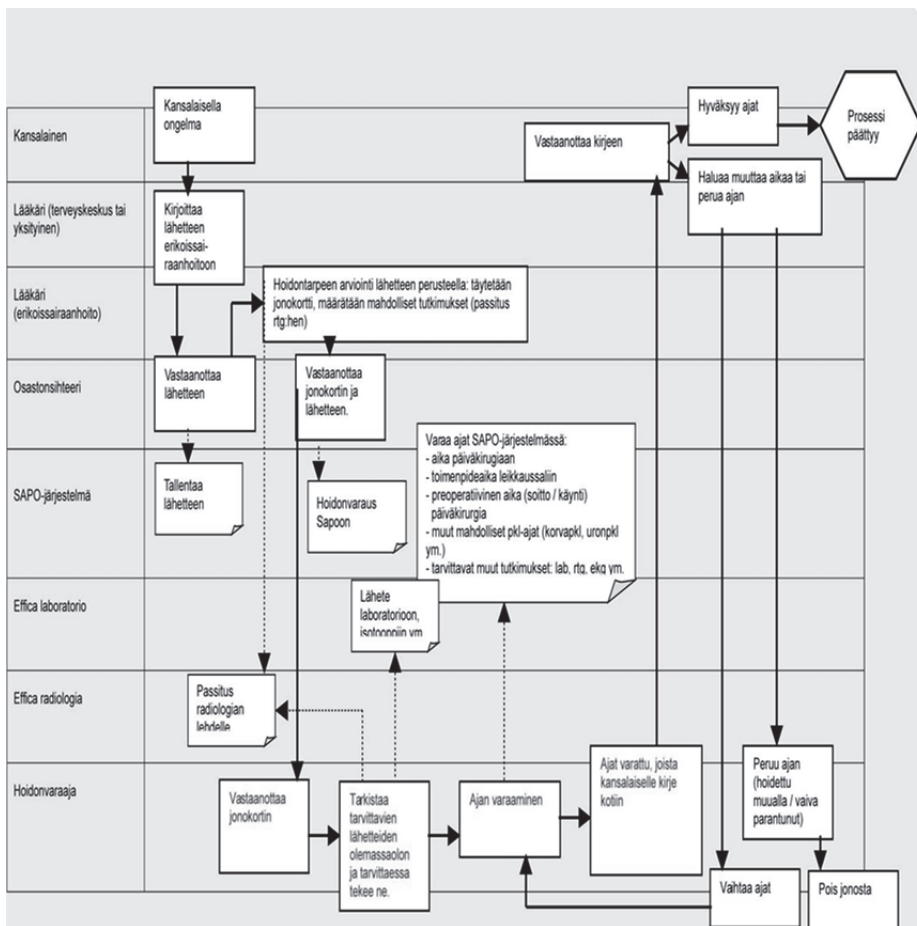 Kansalaisella
ongelma
Hyväksyy ajat
Prosessi
päättyy
Kansalainen
Vastaanottaa kirjeen
Haluaa muuttaa aikaa tai
perua ajan
Lääkäri (terveyskeskus tai
yksityinen)
Kirjoittaa
lähetteen
erikoissai-
raanhoitoon
Lääkäri
(erikoissairaanhoito)
Hoidontarpeen arviointi lähetteen perusteella: täytetään
jonokortti, määrätään mahdolliset tutkimukset (passitus
rtg:hen)
Osastonsihteeri
Vastaanottaa
lähetteen
Vastaanottaa
jonokortin ja
lähetteen.
SAPO-järjestelmä
Tallentaa
lähetteen
Hoidonvaraus
Sapoon
Varaa ajat SAPO-järjestelmässä:
- aika päiväkirugiaan
- toimenpideaika leikkaussaliin
- preoperatiivinen aika (soitto / käynti)
päiväkirurgia
- muut mahdolliset pkl-ajat (korvapkl, uronpkl
ym.)
- tarvittavat muut tutkimukset: lab, rtg, ekg ym.
Effica laboratorio
Lähete
laboratorioon,
isotooppiin ym
Effica radiologia
Passitus
radiologian
lehdelle
Hoidonvaraaja
Vastaanottaa
jonokortin
Tarkistaa
tarvittavien
lähetteiden
olemassaolon
ja tarvittaessa
tekee ne.
Ajan varaaminen
Ajat varattu, joista
kansalaiselle kirje
kotiin
Peruu ajan
(hoidettu
muualla / vaiva
parantunut)
Vaihtaa ajat
Pois jonosta